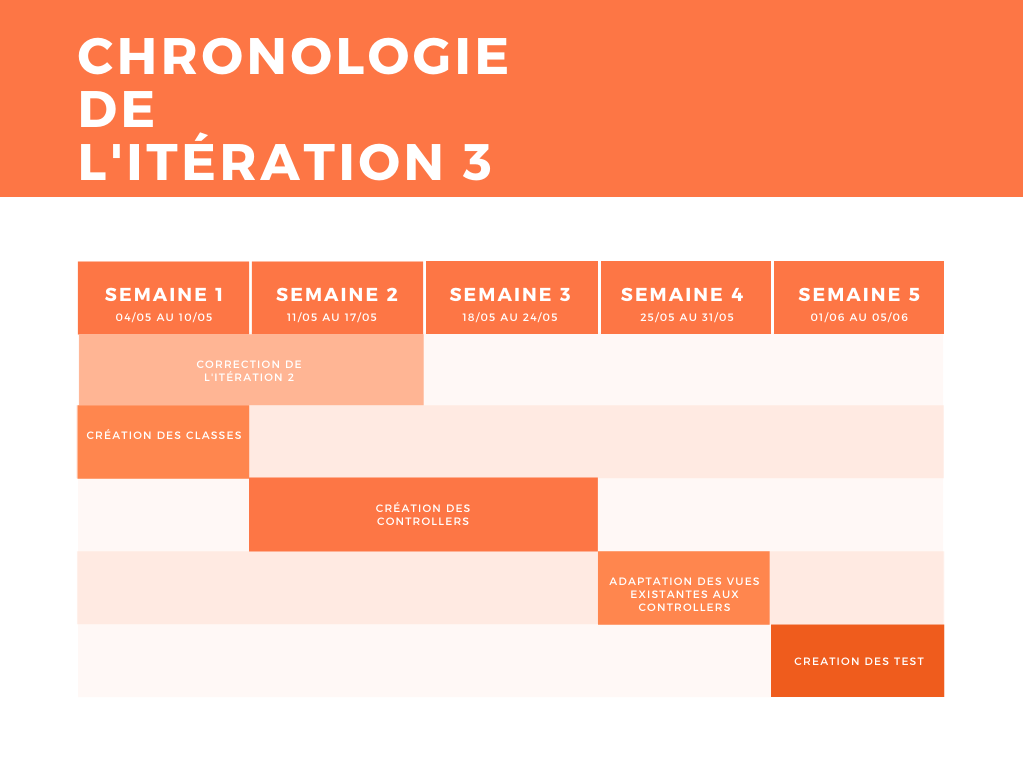 CHRONOLOGIE
DE
L'ITÉRATION 3
SEMAINE 1
04/05 AU 10/05
SEMAINE 2
11/05 AU 17/05
SEMAINE 3
18/05 AU 24/05
SEMAINE 4
25/05 AU 31/05
SEMAINE 5
01/06 AU 05/06
CORRECTION DE
L'ITÉRATION 2
CRÉATION DES CLASSES
CRÉATION DES
CONTROLLERS
ADAPTATION DES VUES
EXISTANTES AUX
CONTROLLERS
CREATION DES TEST